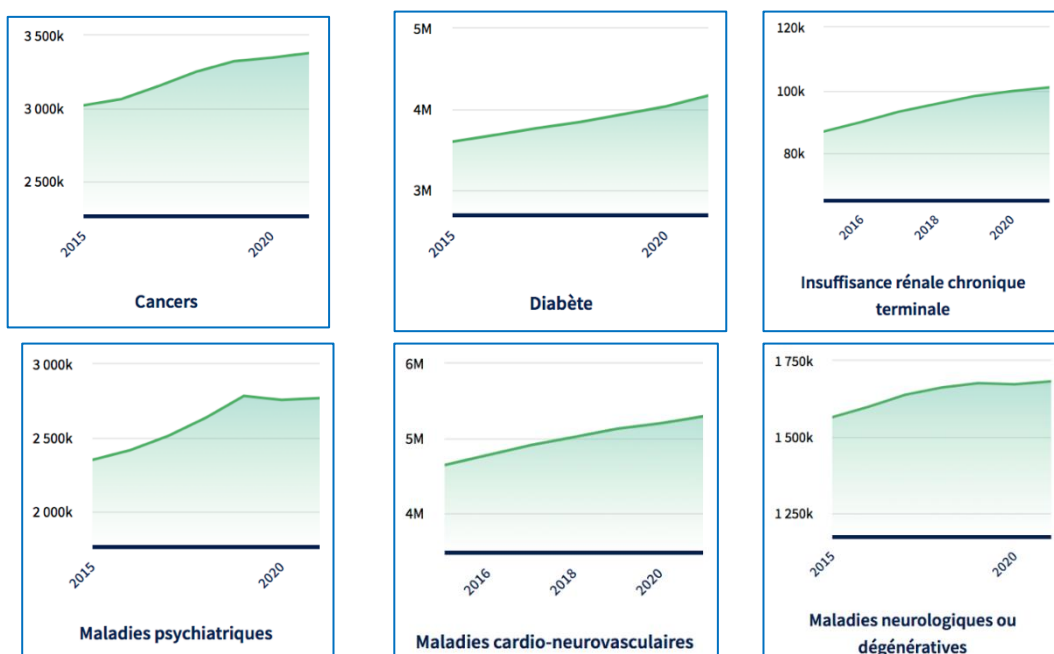 3 500k
3 000k
2 500k
2015
2020
Cancers
5M
4M
3M
2015
2020
Diabète
120k
100k
80k
2016
2018
2020
Insuffisance rénale chronique
terminale
3 000k
2 500k
2 000k
2015
2020
Maladies psychiatriques
6M
5M
4M
2016
2018
2020
Maladies cardio-neurovasculaires
1 750k
1 500k
1 250k
2015
2020
Maladies neurologiques ou
dégénératives